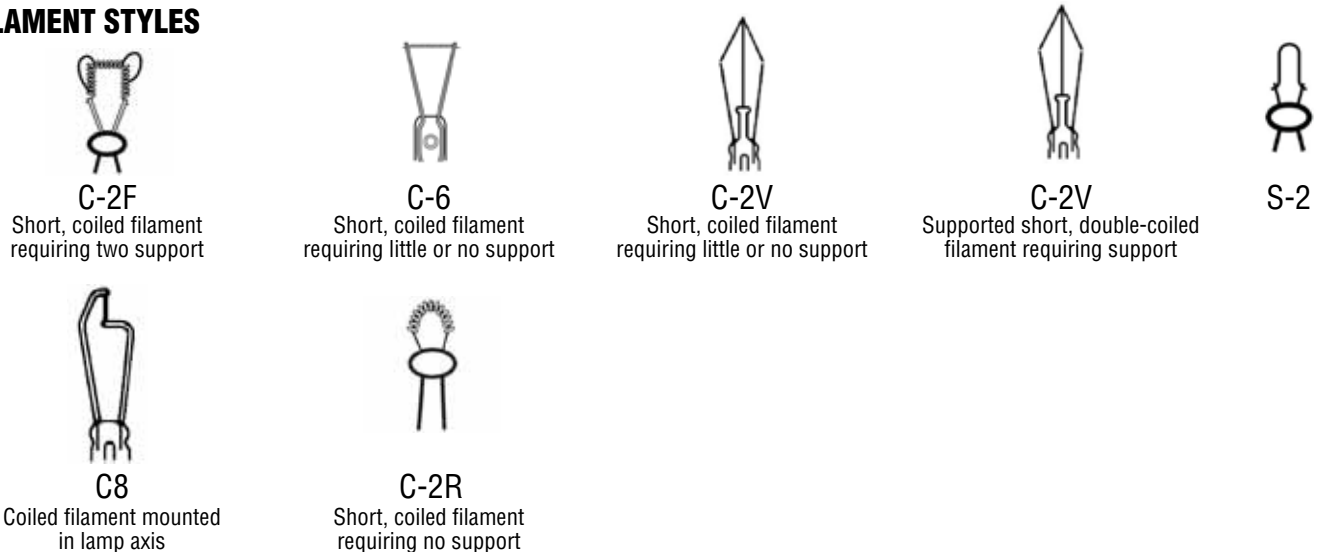 LAMENT STYLES
C-2F
Short, coiled filament
requiring two support
C-6
Short, coiled filament
requiring little or no support
C-2V
Short, coiled filament
requiring little or no support
C-2V
Supported short, double-coiled
filament requiring support
S-2
C8
Coiled filament mounted
in lamp axis
C-2R
Short, coiled filament
requiring no support